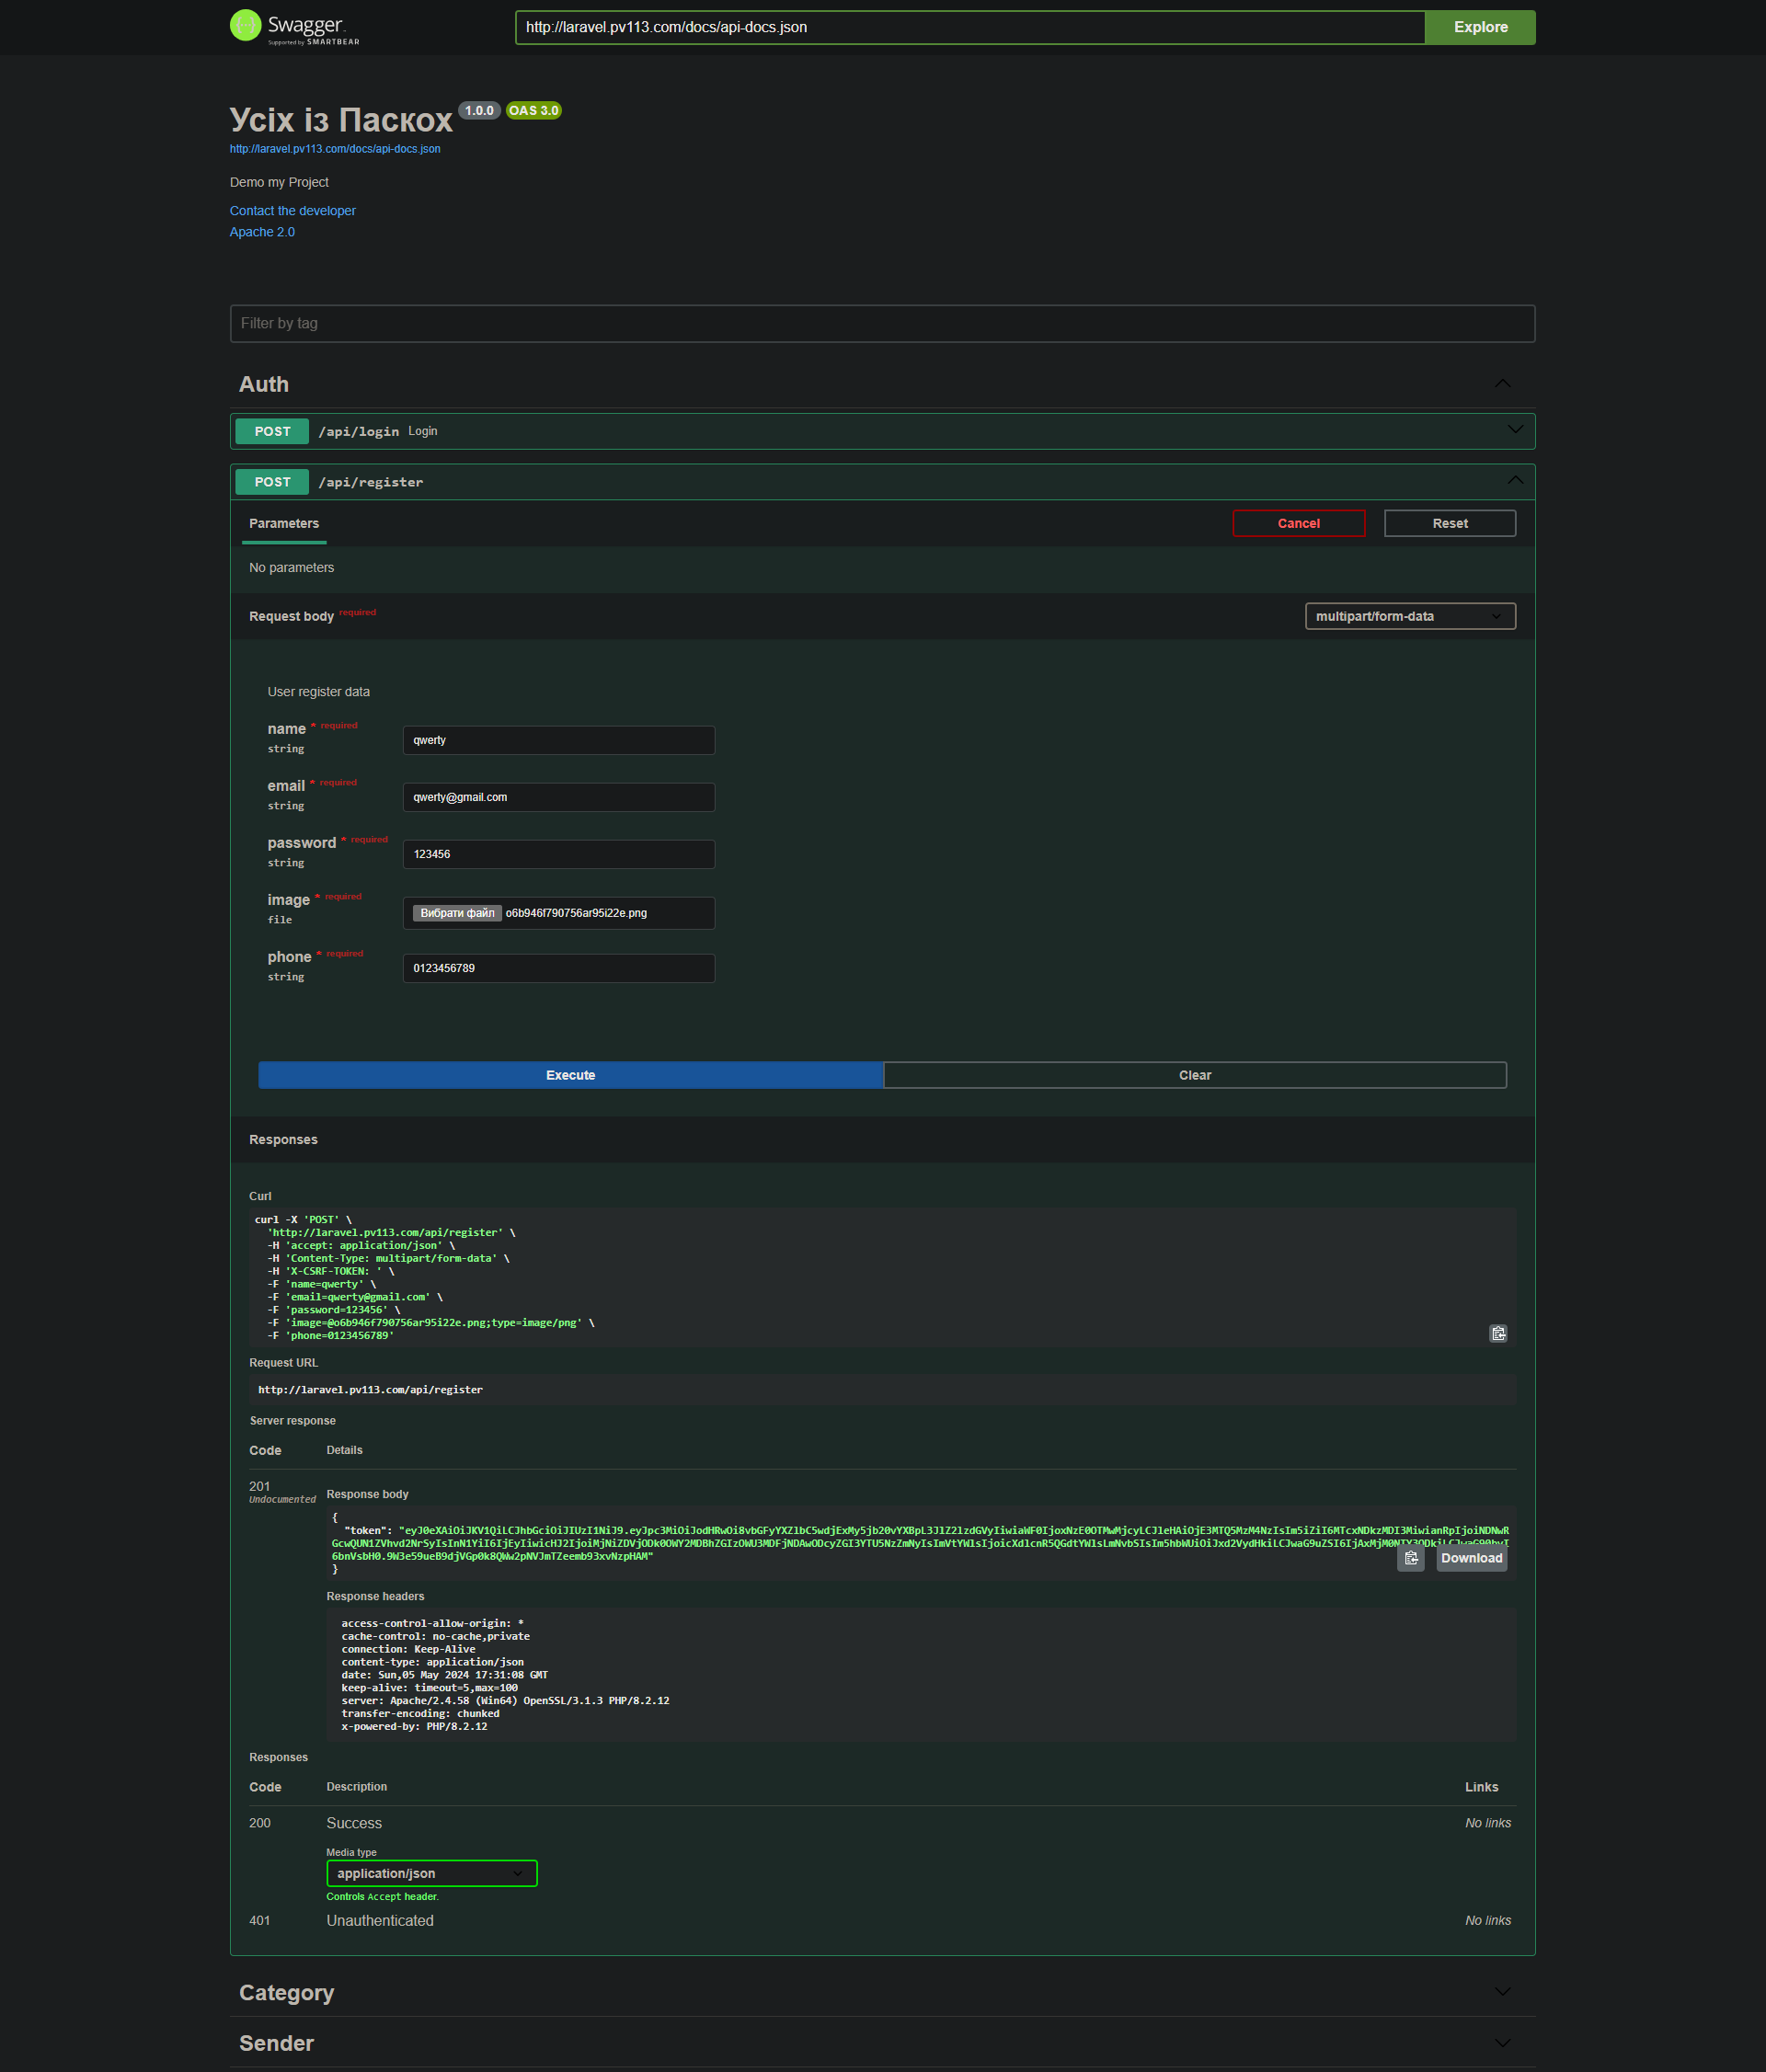 Swagger
Supported by SMARTBEAR
http://laravel.pv113.com/docs/api-docs.json
Explore
Усіх із Паскох 1.0.0 OAS 3.0
http://laravel.pv113.com/docs/api-docs.json
Demo my Project
Contact the developer
Apache 2.0
Filter by tag
Auth
POST /api/login Login
POST /api/register
Parameters
Cancel
Reset
No parameters
Request body required
multipart/form-data
User register data
name * required
string
qwerty
email * required
string
qwerty@gmail.com
password * required
string
123456
image * required
file
Вибрати файл o6b946f790756ar95i22e.png
phone * required
string
0123456789
Execute
Clear
Responses
Curl
curl -X 'POST' \
'http://laravel.pv113.com/api/register' \
-H 'accept: application/json' \
-H 'Content-Type: multipart/form-data' \
-H 'X-CSRF-TOKEN: ' \
-F 'name=qwerty' \
-F 'email=qwerty@gmail.com' \
-F 'password=123456' \
-F 'image=@o6b946f790756ar95i22e.png;type=image/png' \
-F 'phone=0123456789'
Request URL
http://laravel.pv113.com/api/register
Server response
Code Details
201
Undocumented
Response body
{
"token":
}
Download
Response headers
access-control-allow-origin: *
cache-control: no-cache,private
connection: Keep-Alive
content-type: application/json
date: Sun,05 May 2024 17:31:08 GMT
keep-alive: timeout=5,max=100
server: Apache/2.4.58 (Win64) OpenSSL/3.1.3 PHP/8.2.12
transfer-encoding: chunked
x-powered-by: PHP/8.2.12
Responses
Code Description Links
200 Success No links
Media type
application/json
Controls Accept header.
401 Unauthenticated No links
Category
Sender